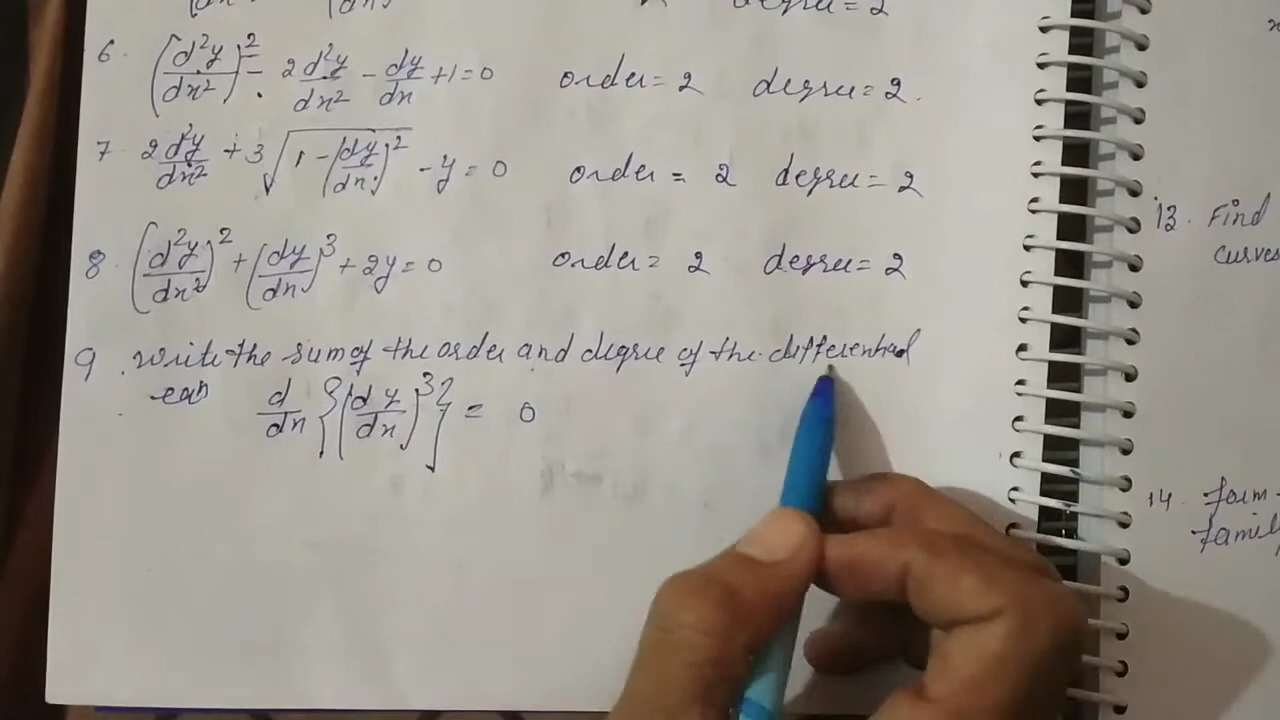 degree = 2
6. (d²y/dx²)² - 2 d²y/dx² - dy/dx + 1 = 0 order = 2 degree = 2.
7 2 d²y/dx² + 3 √(1 - (dy/dx)²) - y = 0 order = 2 degree = 2
8. (d²y/dx²)² + (dy/dx)³ + 2y = 0 order = 2 degree = 2
9. Write the sum of the order and degree of the differential
eqn d/dx {(dy/dx)³} = 0
13. Find
curves
14. form
famil